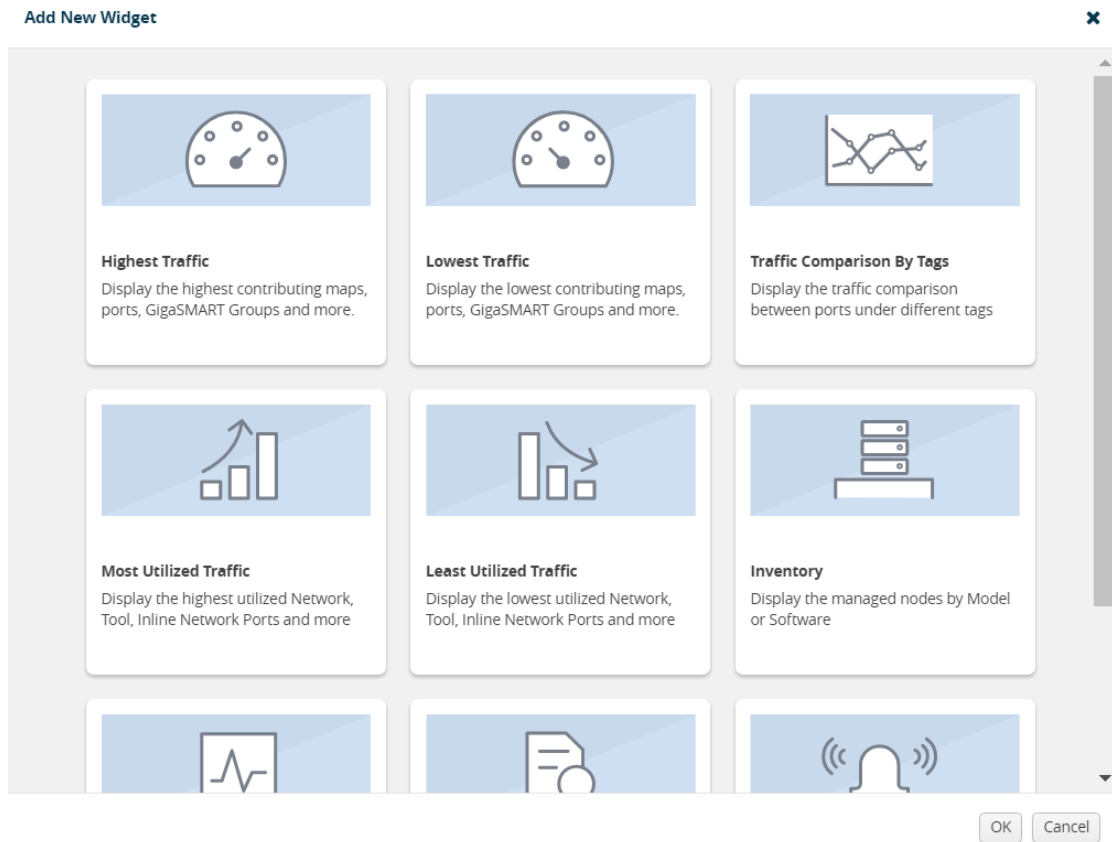 Add New Widget
Highest Traffic
Display the highest contributing maps,
ports, GigaSMART Groups and more.
Lowest Traffic
Display the lowest contributing maps,
ports, GigaSMART Groups and more.
Traffic Comparison By Tags
Display the traffic comparison
between ports under different tags
Most Utilized Traffic
Display the highest utilized Network,
Tool, Inline Network Ports and more
Least Utilized Traffic
Display the lowest utilized Network,
Tool, Inline Network Ports and more
Inventory
Display the managed nodes by Model
or Software
OK
Cancel